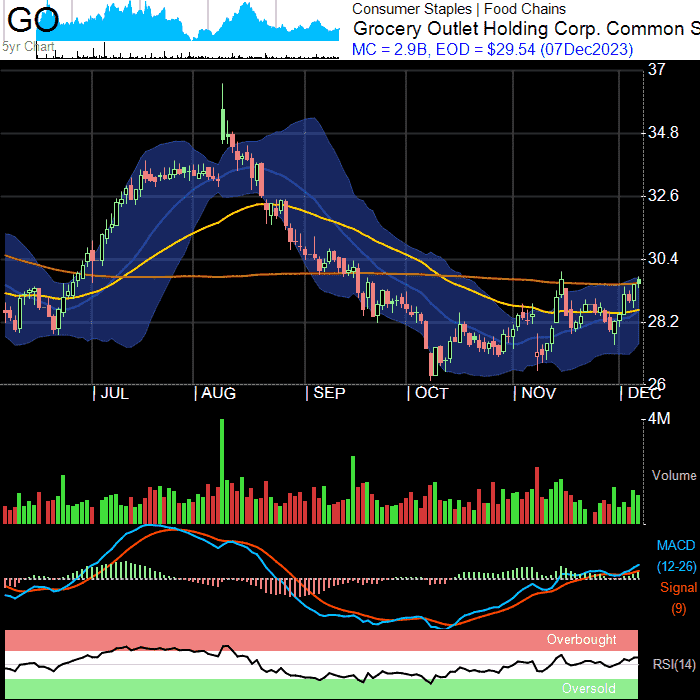 GO
5yr Chart
Consumer Staples | Food Chains
Grocery Outlet Holding Corp. Common S
MC = 2.9B, EOD = $29.54 (07Dec2023)
37
34.8
32.6
30.4
28.2
26
| JUL | AUG | SEP | OCT | NOV | DEC
4M
Volume
MACD
(12-26)
Signal
(9)
Overbought
RSI(14)
Oversold